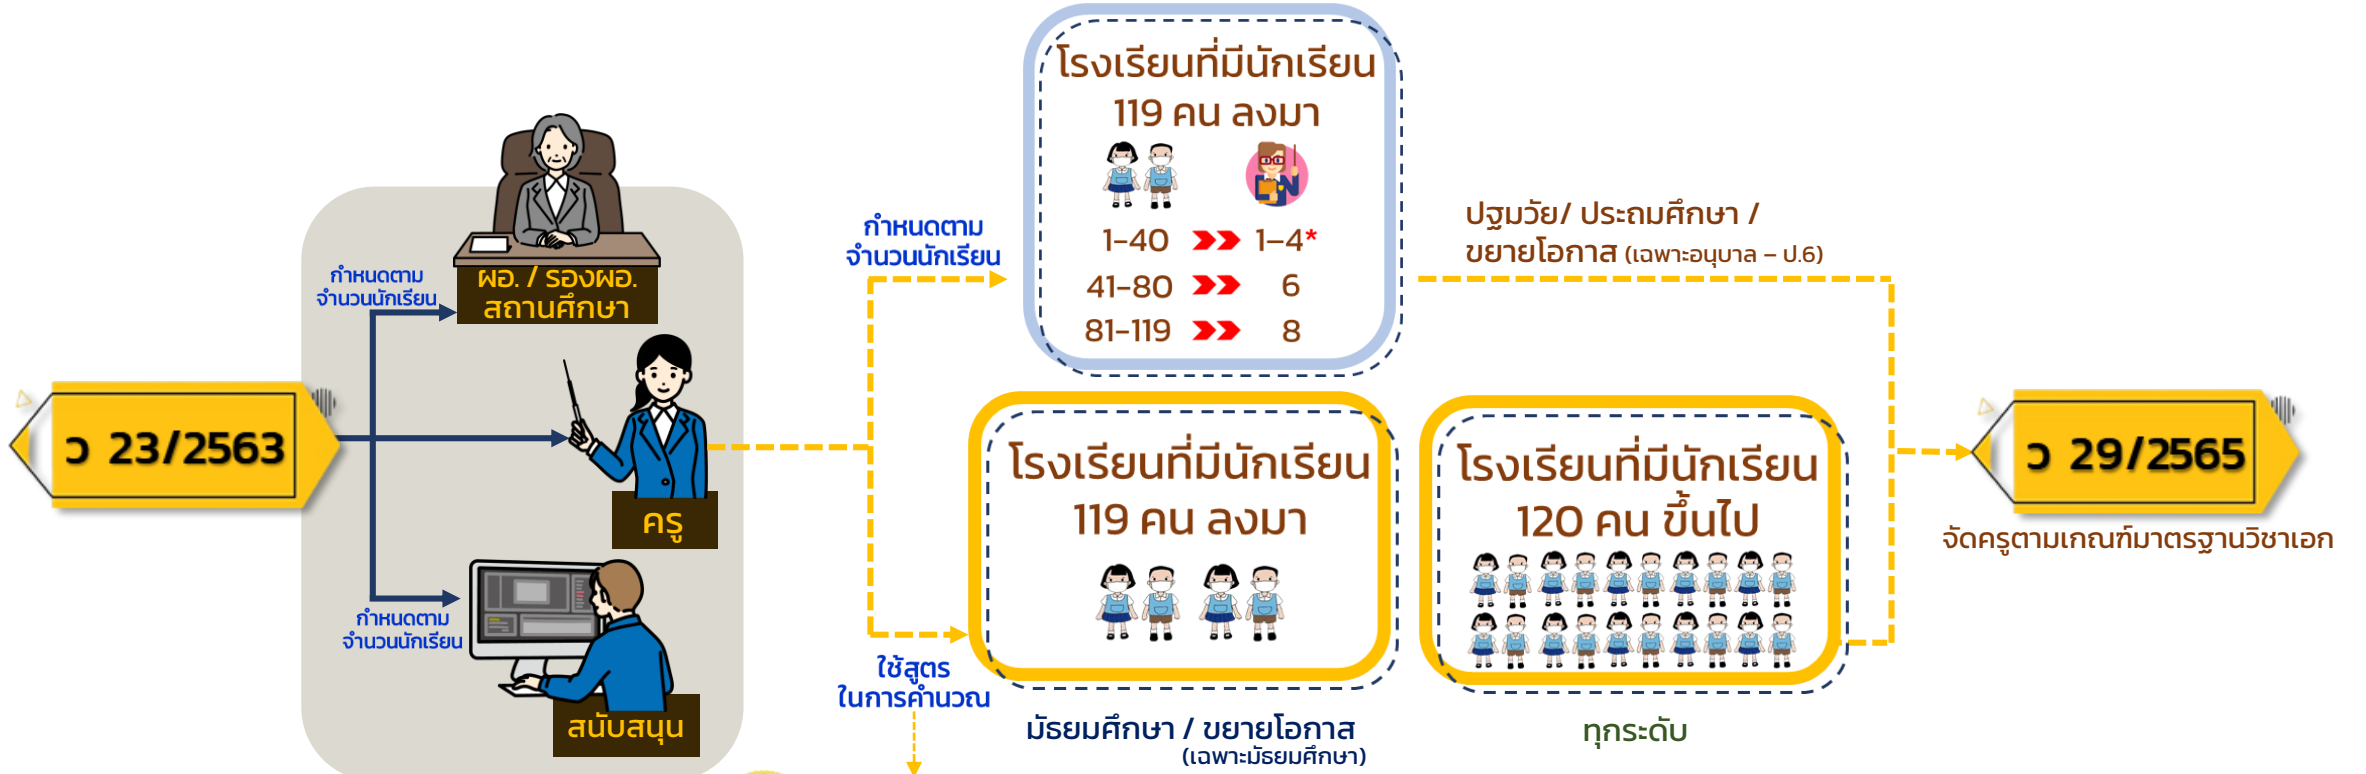 ว 23/2563
กำหนดตาม
จำนวนนักเรียน
ผอ. / รองผอ.
สถานศึกษา
ครู
กำหนดตาม
จำนวนนักเรียน
สนับสนุน
กำหนดตาม
จำนวนนักเรียน
โรงเรียนที่มีนักเรียน
119 คน ลงมา
1-40 1-4*
41-80 6
81-119 8
ปฐมวัย/ ประถมศึกษา /
ขยายโอกาส (เฉพาะอนุบาล – ป.6)
ใช้สูตร
ในการคำนวณ
โรงเรียนที่มีนักเรียน
119 คน ลงมา
มัธยมศึกษา / ขยายโอกาส
(เฉพาะมัธยมศึกษา)
โรงเรียนที่มีนักเรียน
120 คน ขึ้นไป
ทุกระดับ
ว 29/2565
จัดครูตามเกณฑ์มาตรฐานวิชาเอก